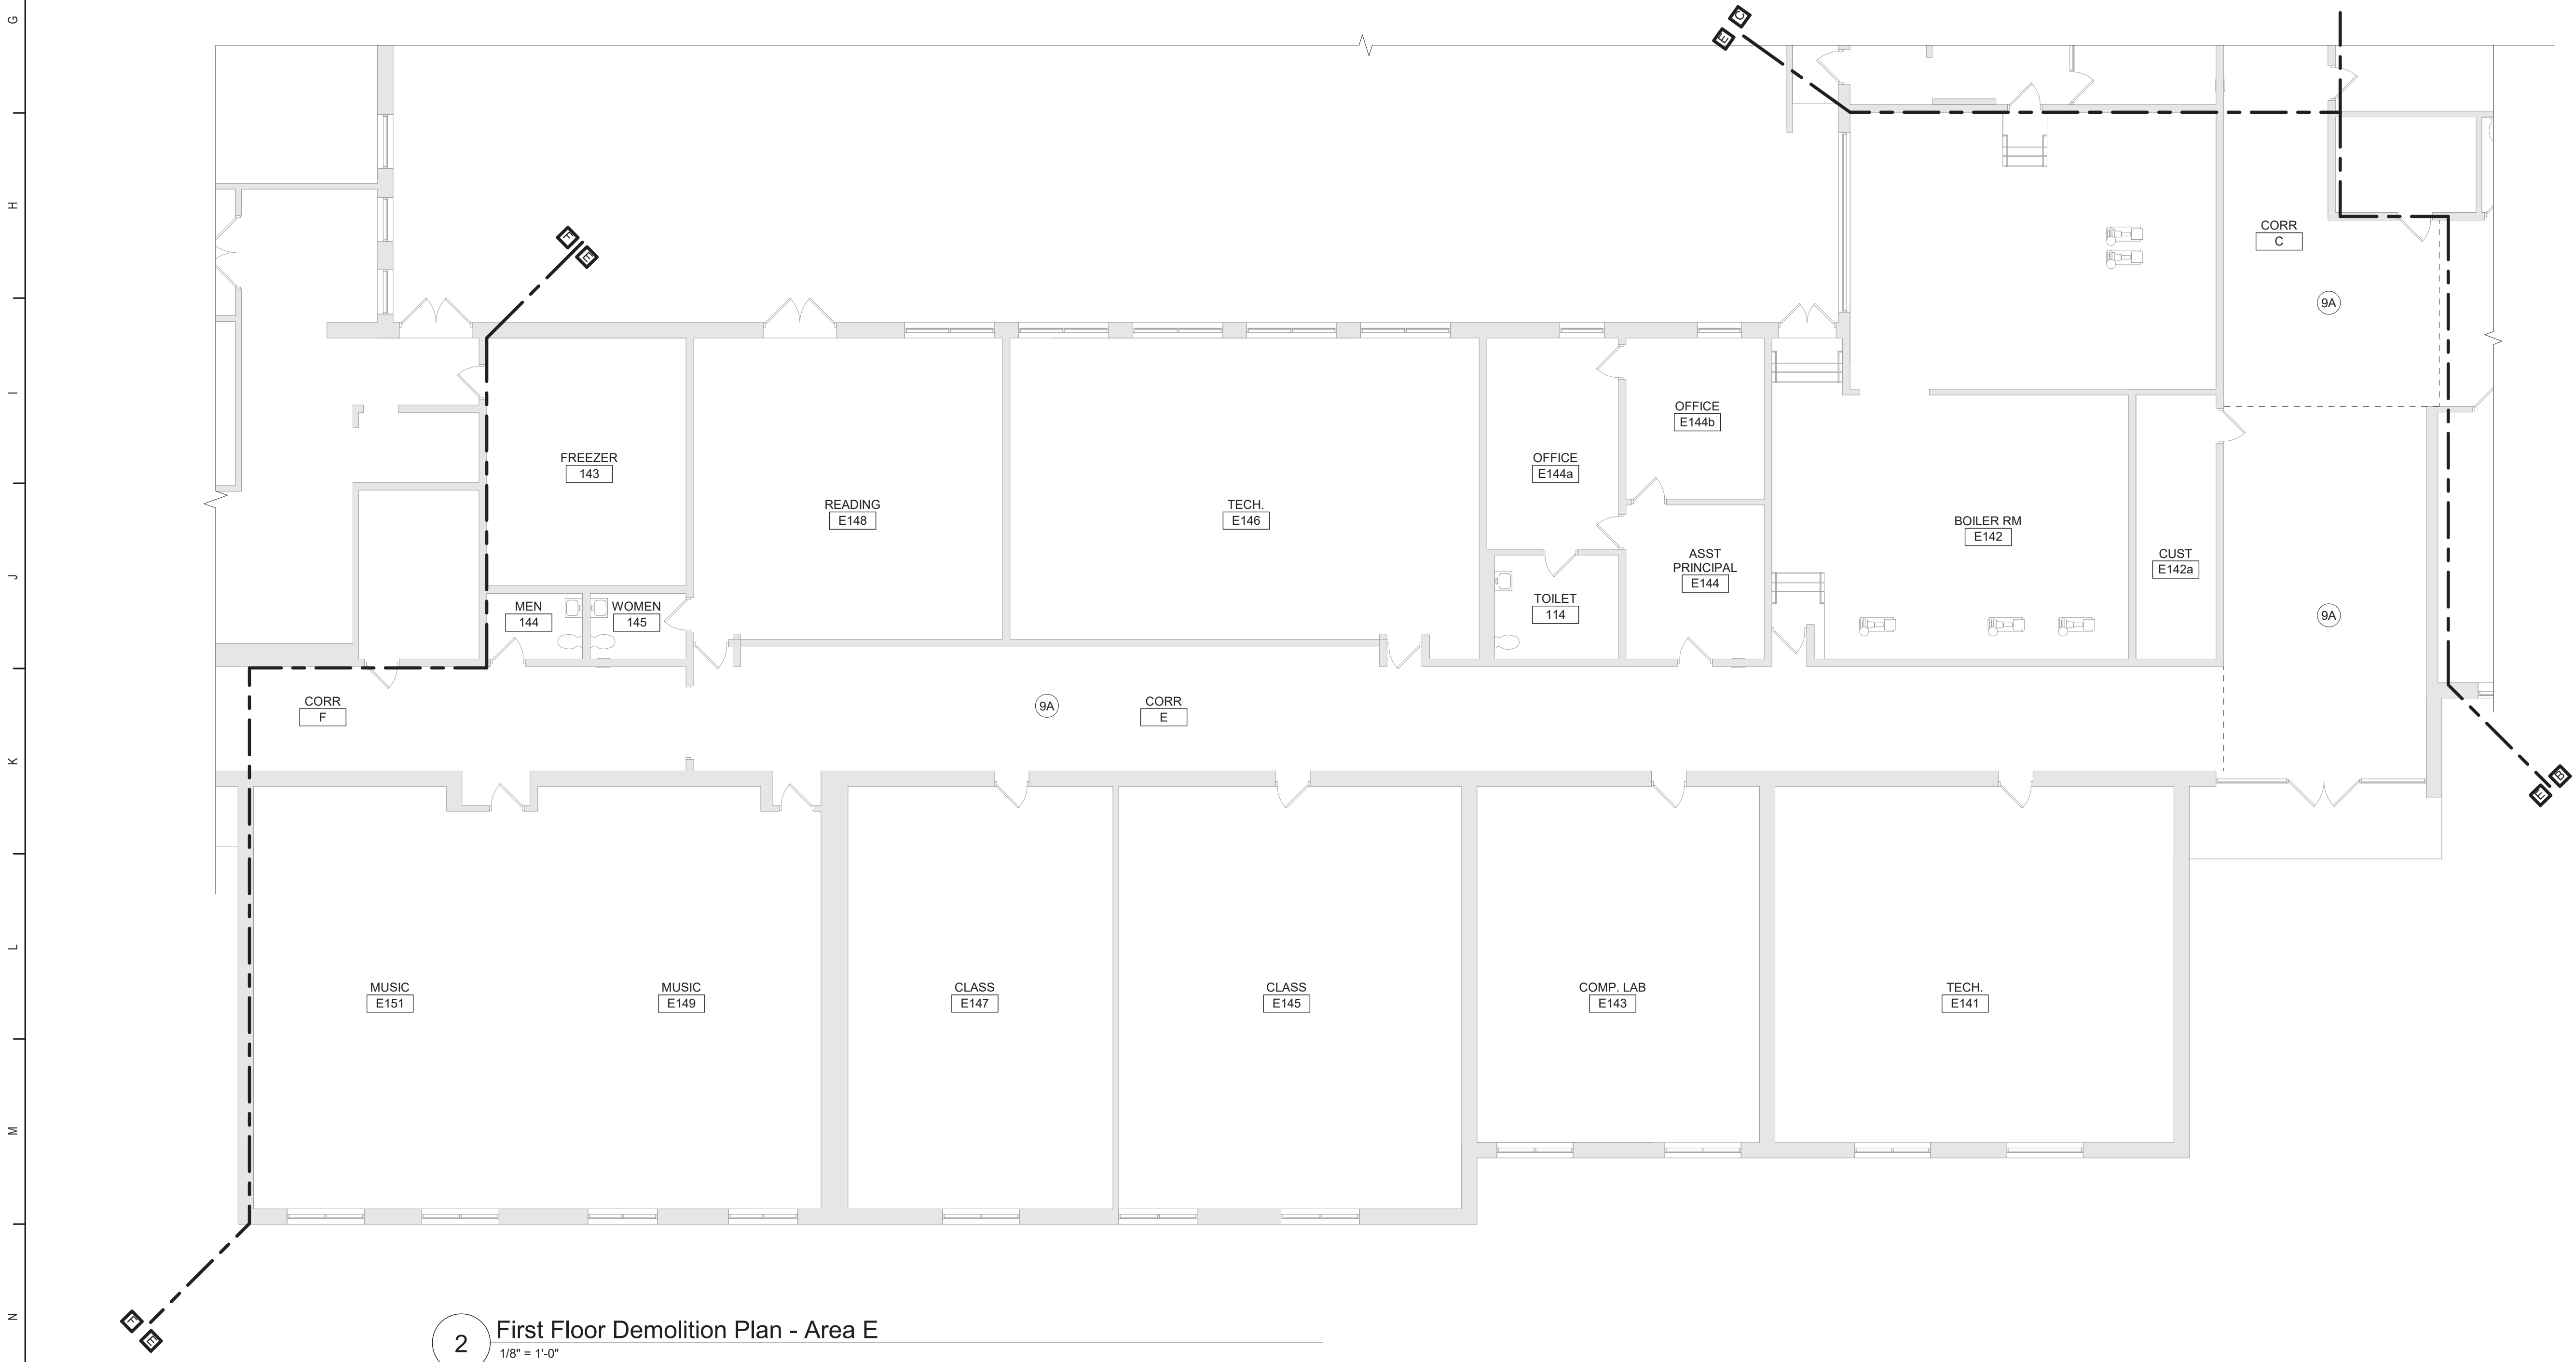 G
H
I
J
K
L
M
N
C
E
F
E
CORR
C
9A
OFFICE
E144b
FREEZER
143
OFFICE
E144a
READING
E148
TECH.
E146
BOILER RM
E142
ASST
PRINCIPAL
E144
CUST
E142a
MEN
144
WOMEN
145
TOILET
114
9A
CORR
F
9A
CORR
E
B
E
MUSIC
E151
MUSIC
E149
CLASS
E147
CLASS
E145
COMP. LAB
E143
TECH.
E141
F
E
2
First Floor Demolition Plan - Area E
1/8" = 1'-0"